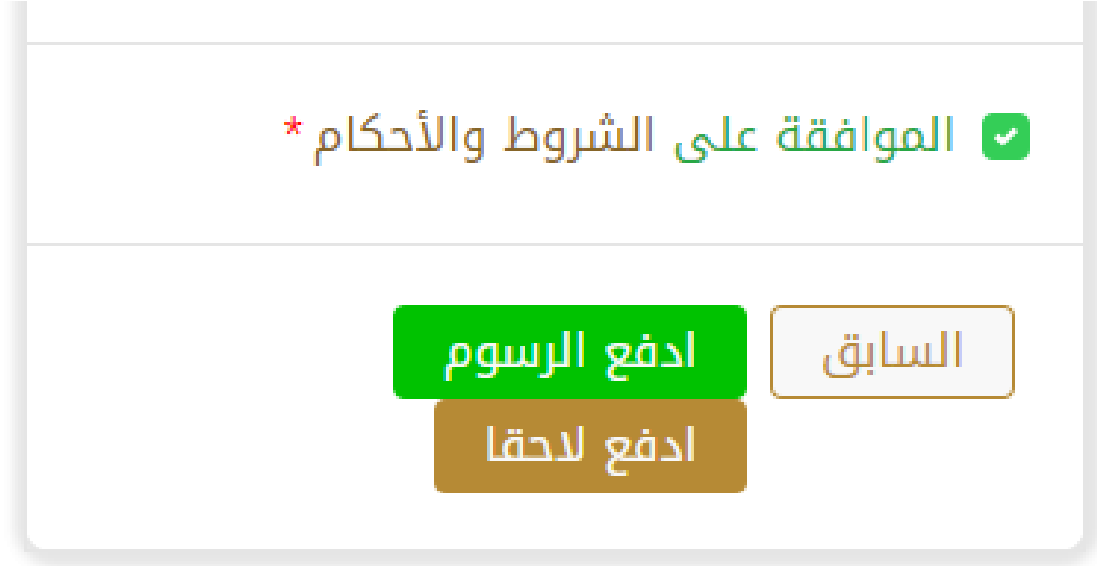 الموافقة على الشروط والأحكام *
السابق
ادفع الرسوم
ادفع لاحقا